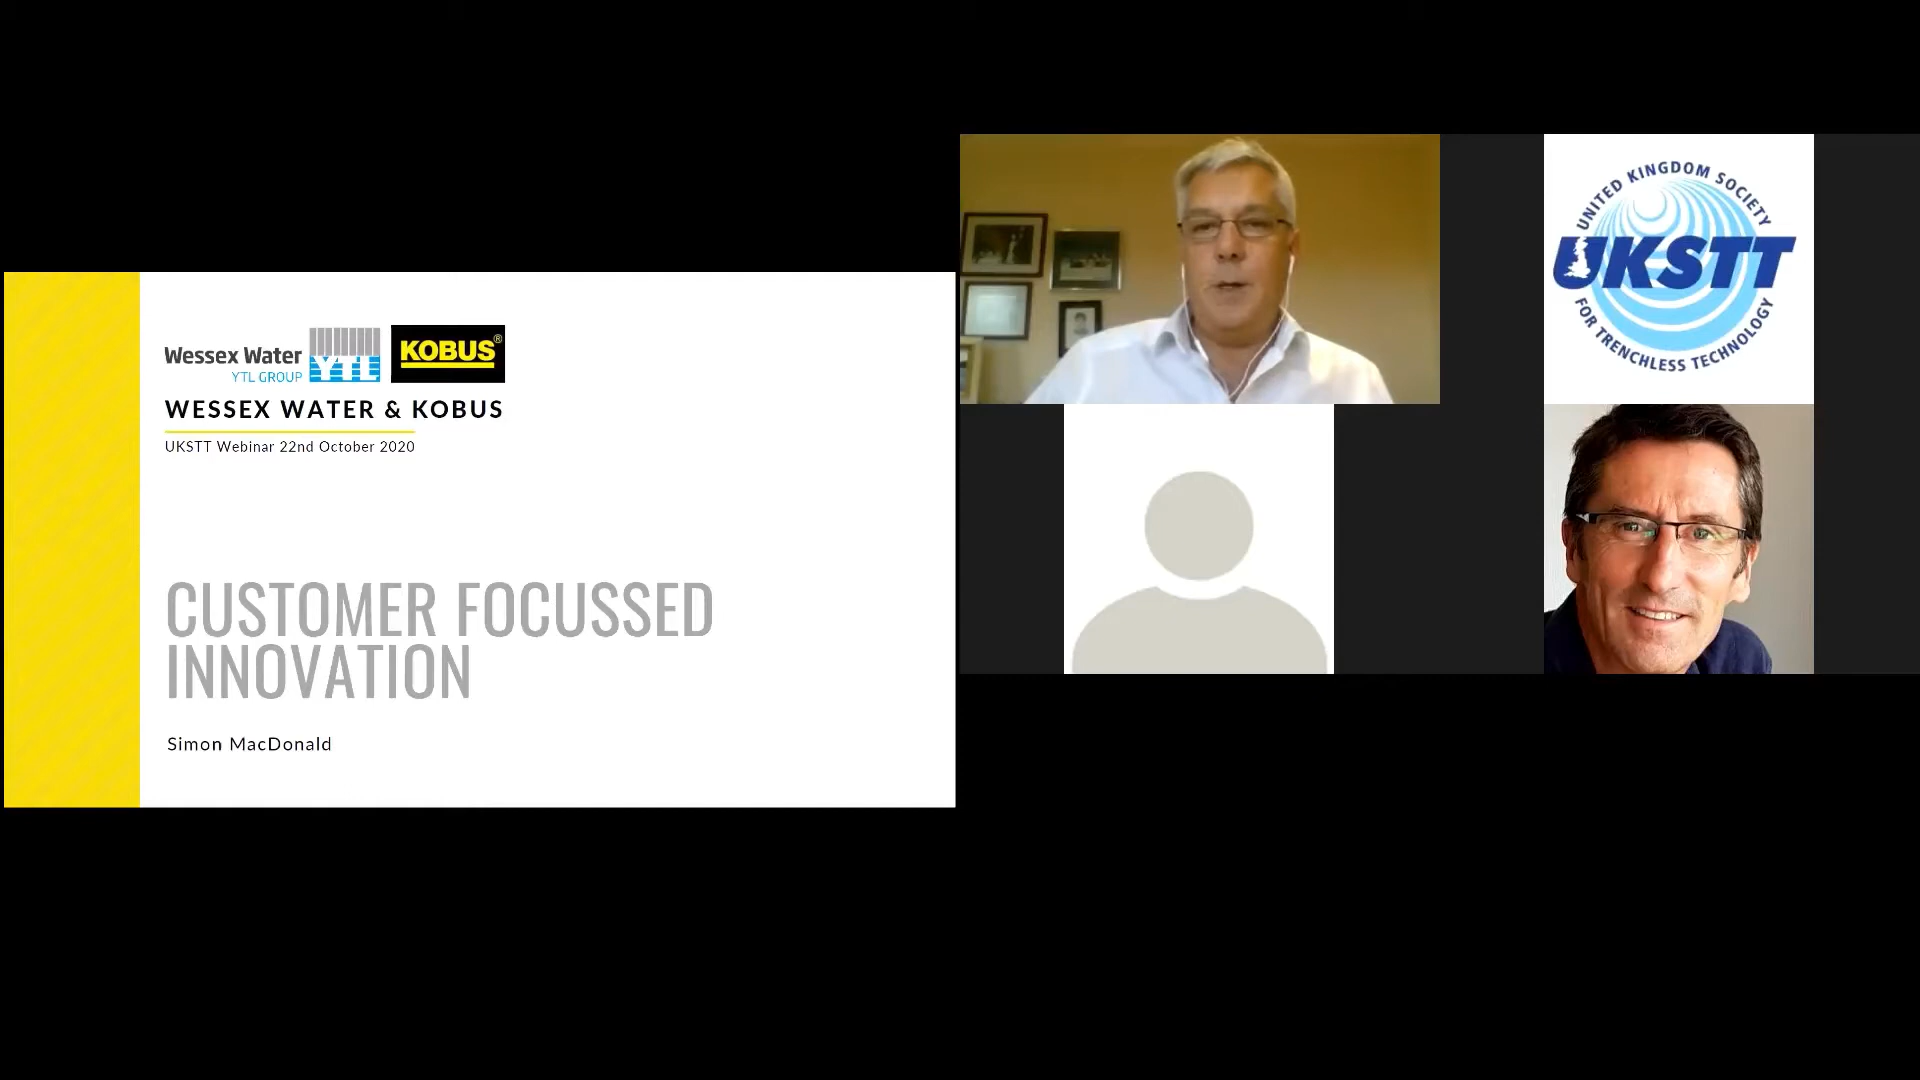 Wessex Water
YTL GROUP
YTL
KOBUS®
WESSEX WATER & KOBUS
UKSTT Webinar 22nd October 2020
CUSTOMER FOCUSSED
INNOVATION
Simon MacDonald
UNITED KINGDOM SOCIETY
UKSTT
FOR TRENCHLESS TECHNOLOGY